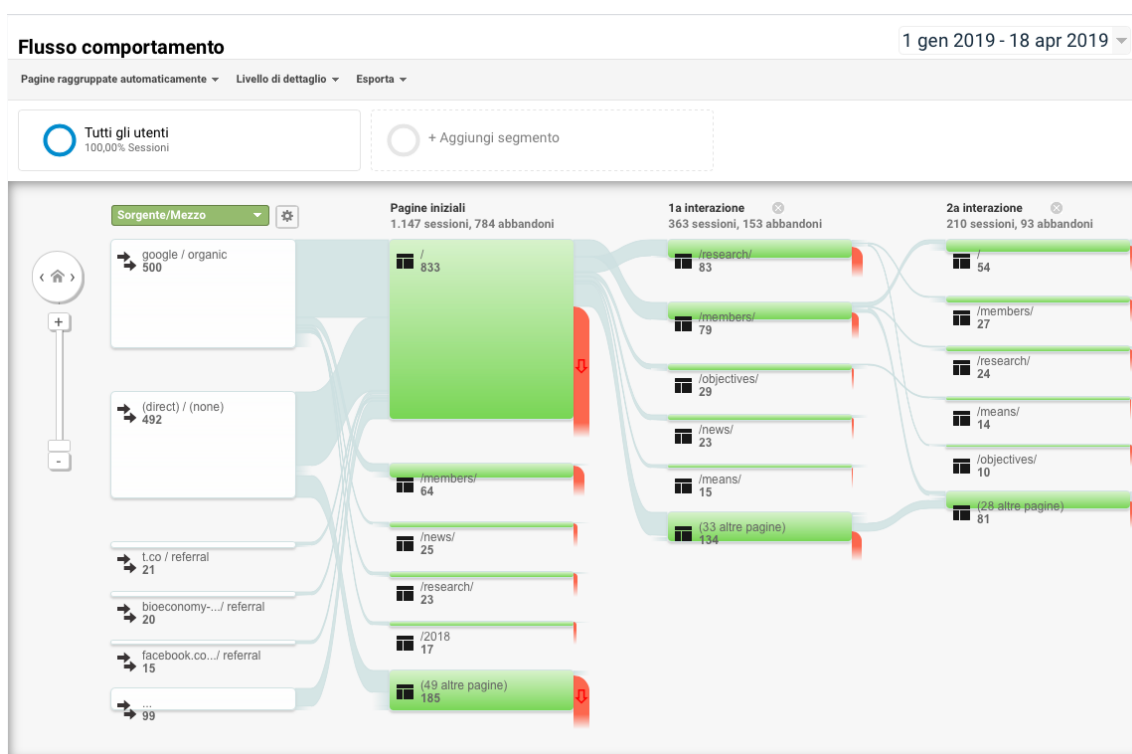 Flusso comportamento
1 gen 2019 - 18 apr 2019
Pagine raggruppate automaticamente
Livello di dettaglio
Esporta
Tutti gli utenti
100,00% Sessioni
+ Aggiungi segmento
Sorgente/Mezzo
google / organic
500
(direct) / (none)
492
t.co / referral
21
bioeconomy-.../ referral
20
facebook.co.../ referral
15
...
99
Pagine iniziali
1.147 sessioni, 784 abbandoni
/
833
/members/
64
/news/
25
/research/
23
/2018
17
(49 altre pagine)
185
1a interazione
363 sessioni, 153 abbandoni
/research/
83
/members/
79
/objectives/
29
/news/
23
/means/
15
(33 altre pagine)
134
2a interazione
210 sessioni, 93 abbandoni
/
54
/members/
27
/research/
24
/means/
14
/objectives/
10
(28 altre pagine)
81
+
-